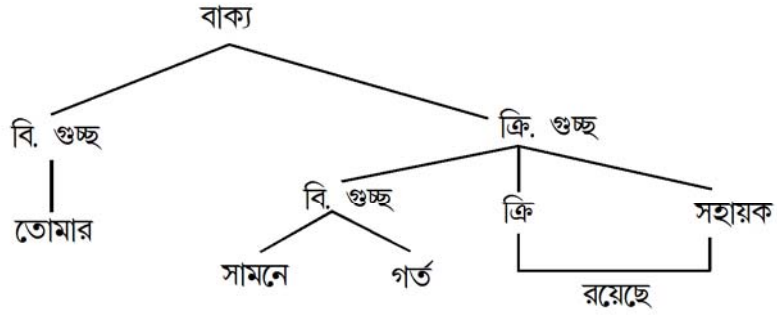 বাক্য
বি. গুচ্ছ ক্রি. গুচ্ছ
তোমার বি. গুচ্ছ ক্রি সহায়ক
সামনে গর্ত রয়েছে